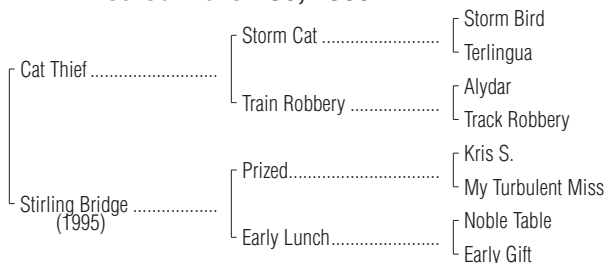 Storm Bird
Storm Cat ........................
Terlingua
Cat Thief ..........................
Alydar
Train Robbery ..................
Track Robbery
Kris S.
Prized..............................
My Turbulent Miss
Stirling Bridge .................
(1995)
Noble Table
Early Lunch......................
Early Gift